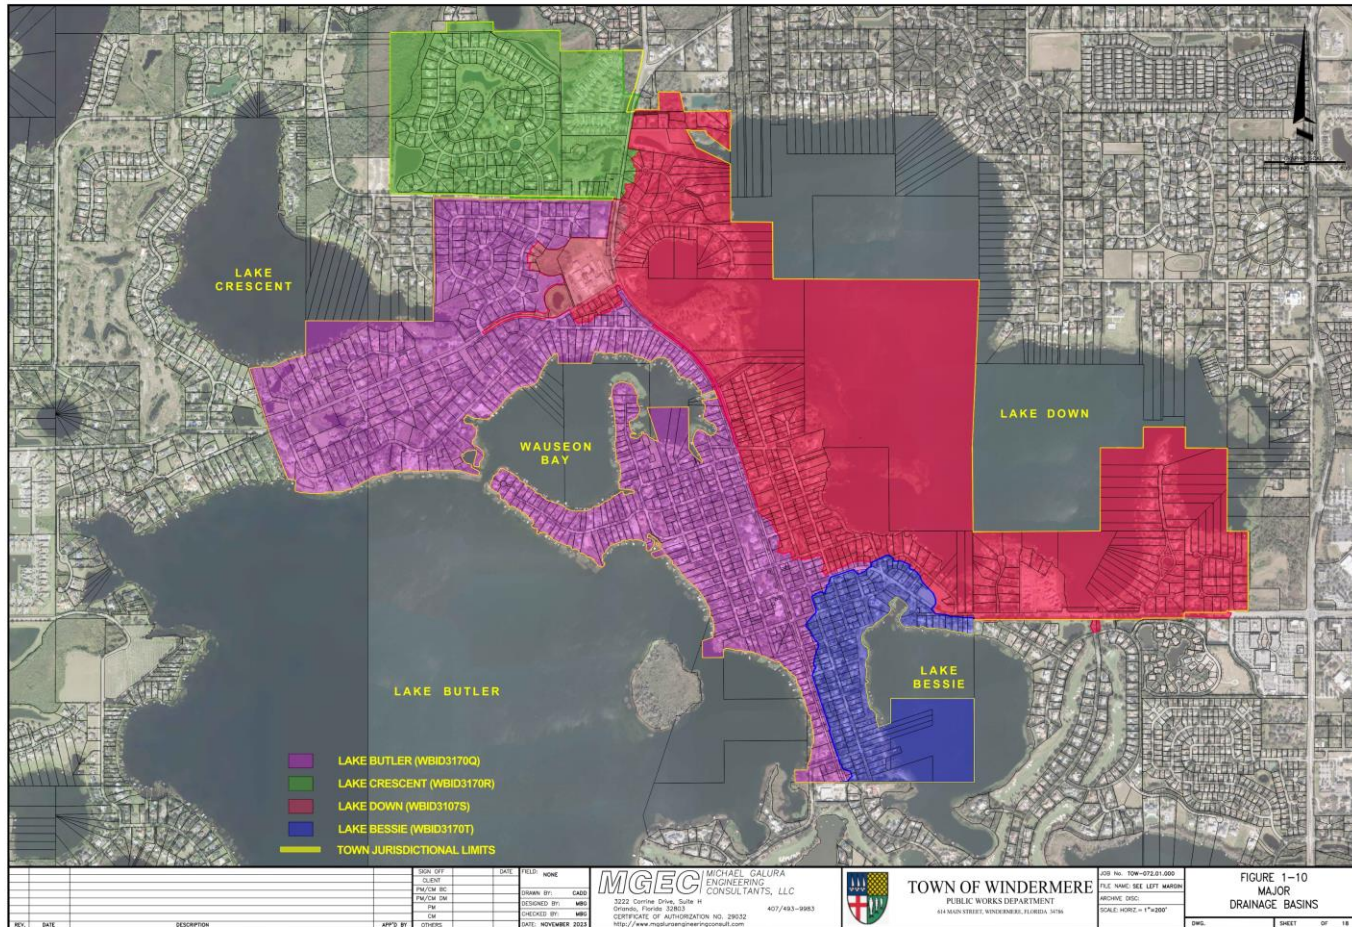 LAKE
CRESCENT
WAUSEON
BAY
LAKE DOWN
LAKE
BESSIE
LAKE BUTLER
LAKE BUTLER (WBID3170Q)
LAKE CRESCENT (WBID3170R)
LAKE DOWN (WBID3107S)
LAKE BESSIE (WBID3170T)
TOWN JURISDICTIONAL LIMITS
REV. DATE DESCRIPTION APP'D BY
SIGN OFF DATE
CLIENT
PM/CM BC
PM/CM DM
PM
CM
OTHERS
FIELD: NONE
DRAWN BY: CADD
DESIGNED BY: MBG
CHECKED BY: MBG
DATE: NOVEMBER 2023
MGEC MICHAEL GALURA
ENGINEERING
CONSULTANTS, LLC
3222 Corrine Drive, Suite H
Orlando, Florida 32803 407/493-9983
CERTIFICATE OF AUTHORIZATION NO. 29032
http://www.mgaluraengineeringconsult.com
TOWN OF WINDERMERE
PUBLIC WORKS DEPARTMENT
614 MAIN STREET, WINDERMERE, FLORIDA 34786
JOB No. TOW-072.01.000
FILE NAME: SEE LEFT MARGIN
ARCHIVE DISC:
SCALE: HORIZ.= 1"=200'
FIGURE 1-10
MAJOR
DRAINAGE BASINS
DWG. SHEET OF 18